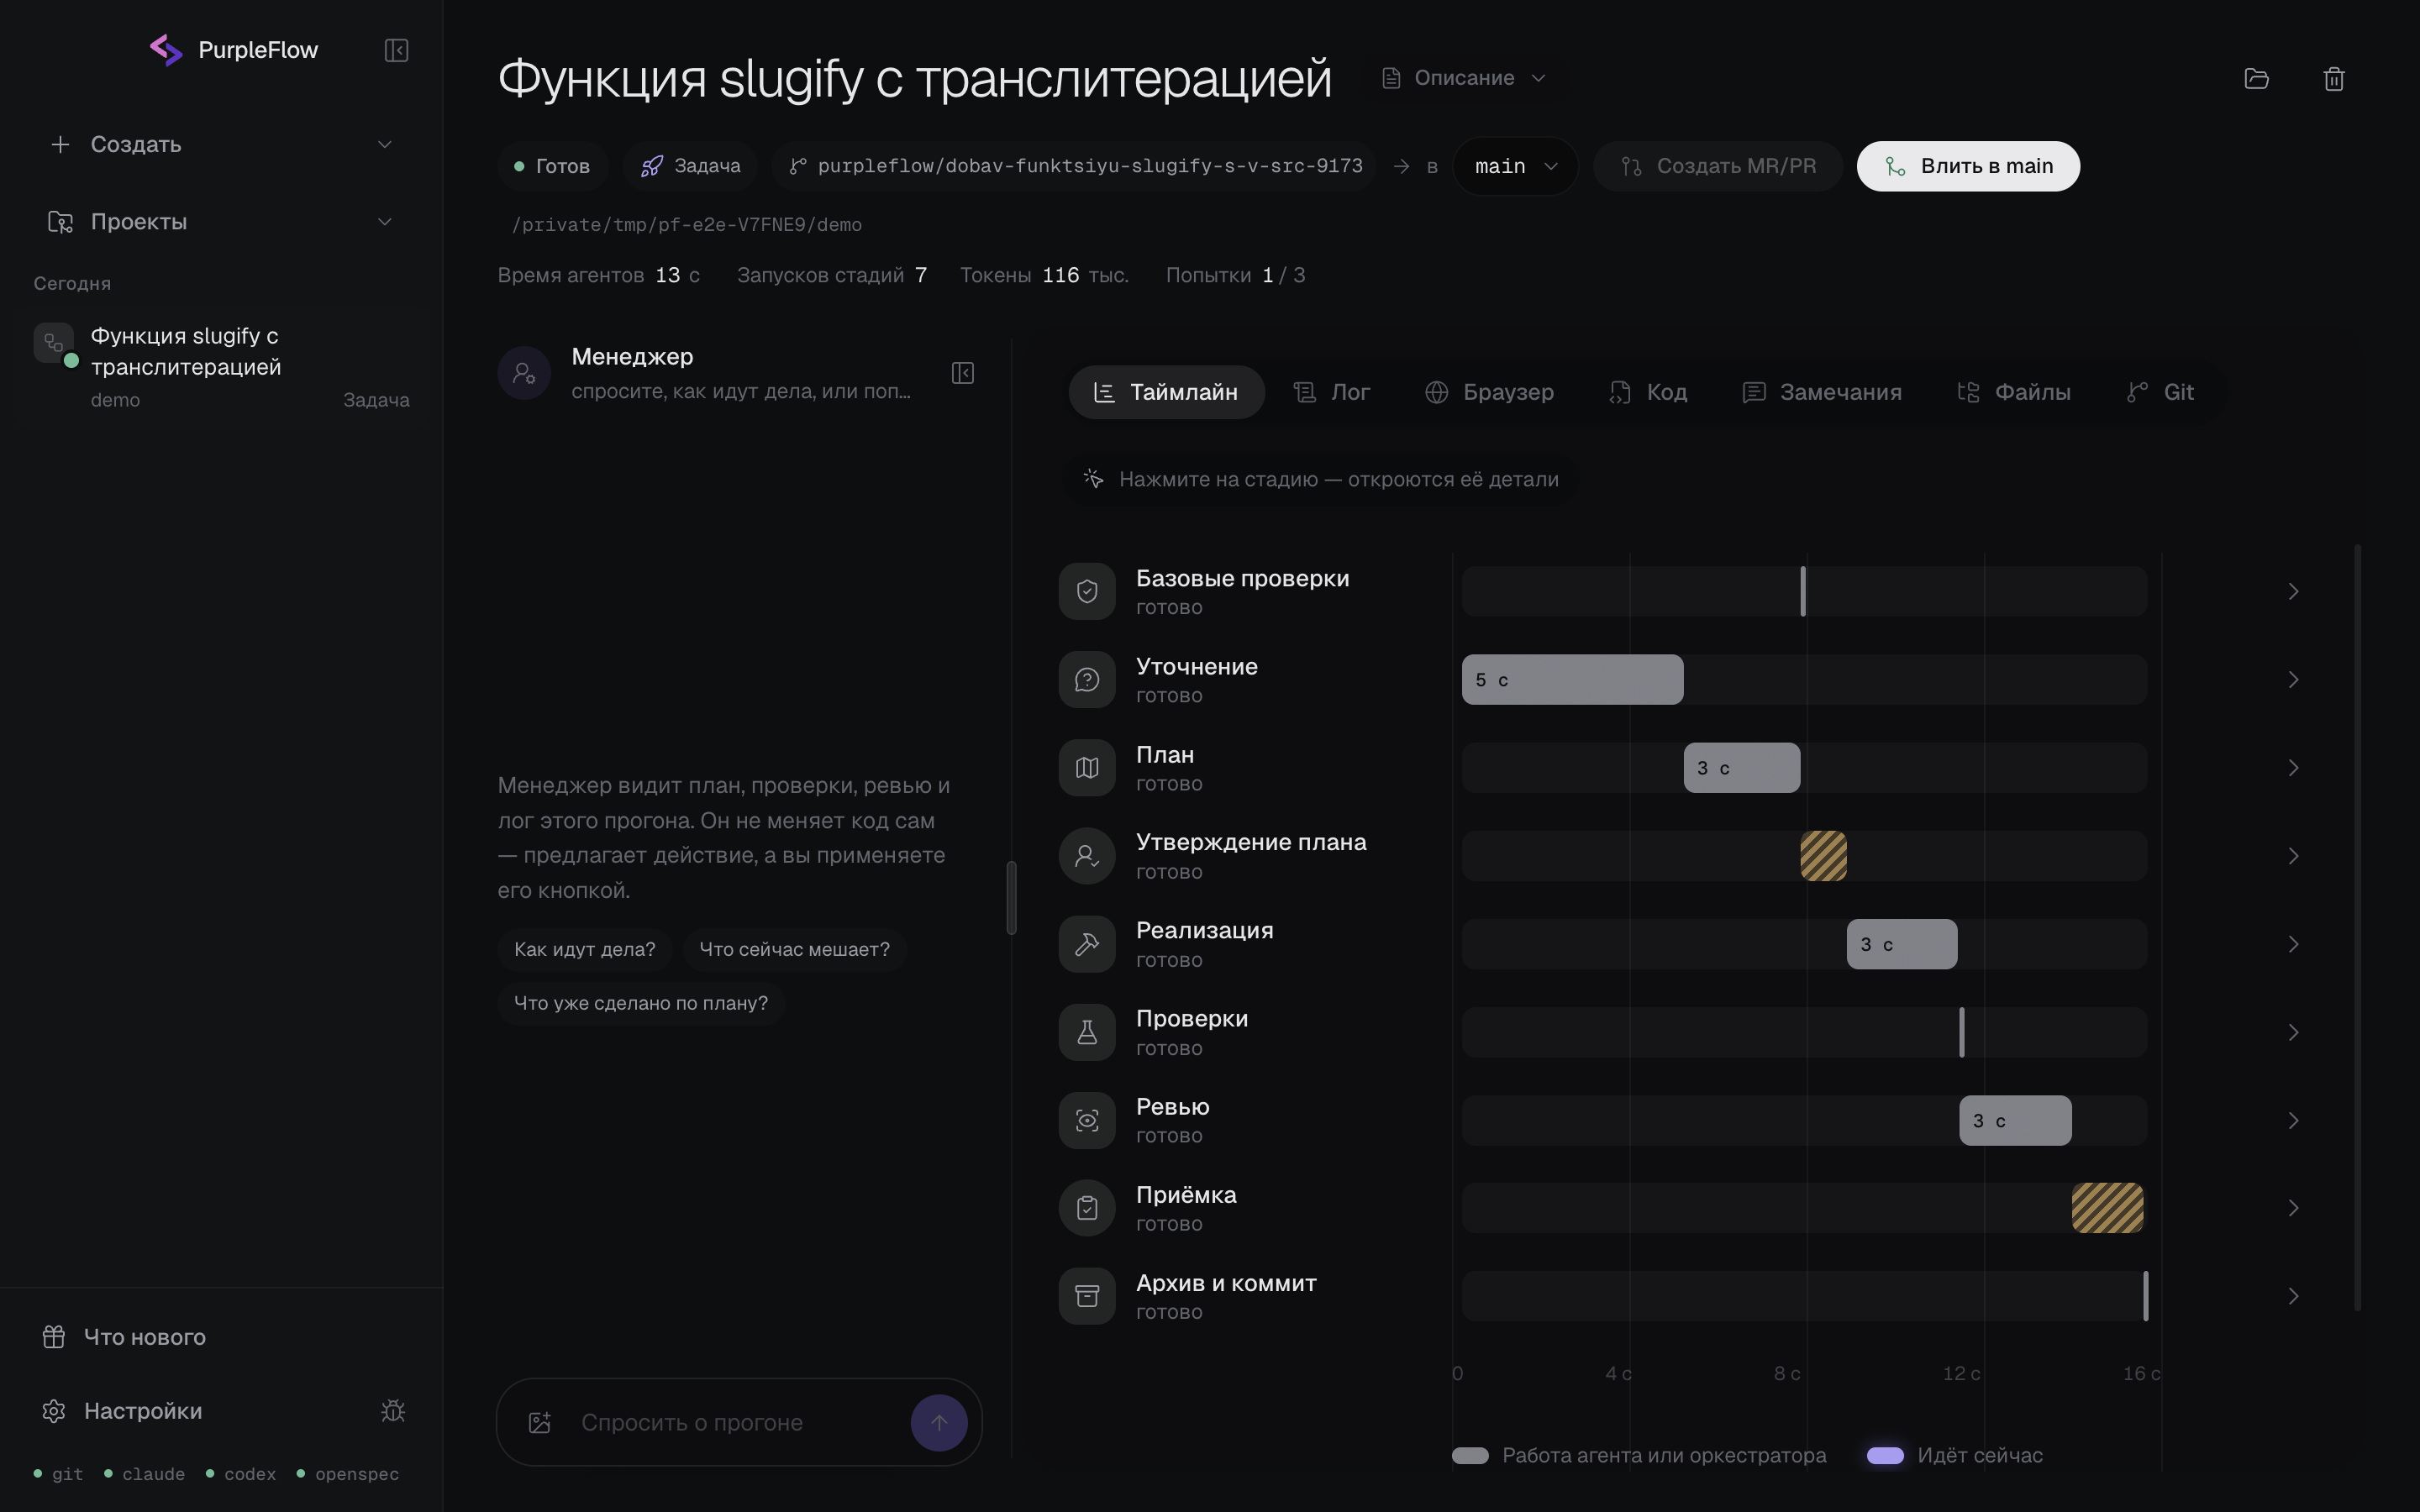 PurpleFlow
Создать
Проекты
Сегодня
Функция slugify с
транслитерацией
demo Задача
Что нового
Настройки
git claude codex openspec
Функция slugify с транслитерацией Описание
Готов Задача purpleflow/dobav-funktsiyu-slugify-s-v-src-9173 → в main Создать MR/PR Влить в main
/private/tmp/pf-e2e-V7FNE9/demo
Время агентов 13 с Запусков стадий 7 Токены 116 тыс. Попытки 1 / 3
Менеджер
спросите, как идут дела, или поп…
Менеджер видит план, проверки, ревью и
лог этого прогона. Он не меняет код сам
— предлагает действие, а вы применяете
его кнопкой.
Как идут дела? Что сейчас мешает?
Что уже сделано по плану?
Спросить о прогоне
Таймлайн Лог Браузер Код Замечания Файлы Git
Нажмите на стадию — откроются её детали
Базовые проверки
готово
Уточнение
готово
5 с
План
готово
3 с
Утверждение плана
готово
Реализация
готово
3 с
Проверки
готово
Ревью
готово
3 с
Приёмка
готово
Архив и коммит
готово
0 4 с 8 с 12 с 16 с
Работа агента или оркестратора Идёт сейчас